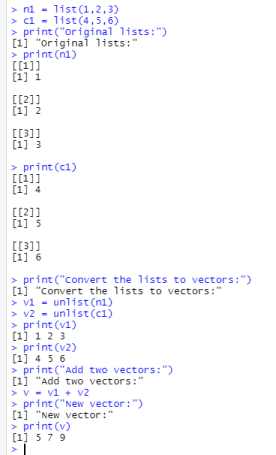 > n1 = list(1,2,3)
> c1 = list(4,5,6)
> print("Original lists:")
[1] "Original lists:"
> print(n1)
[[1]]
[1] 1
[[2]]
[1] 2
[[3]]
[1] 3
> print(c1)
[[1]]
[1] 4
[[2]]
[1] 5
[[3]]
[1] 6
> print("Convert the lists to vectors:")
[1] "Convert the lists to vectors:"
> v1 = unlist(n1)
> v2 = unlist(c1)
> print(v1)
[1] 1 2 3
> print(v2)
[1] 4 5 6
> print("Add two vectors:")
[1] "Add two vectors:"
> v = v1 + v2
> print("New vector:")
[1] "New vector:"
> print(v)
[1] 5 7 9
>